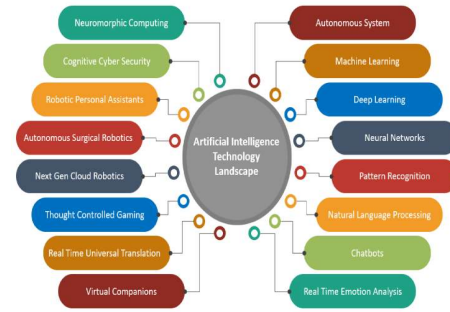 Neuromorphic Computing
Autonomous System
Cognitive Cyber Security
Machine Learning
Robotic Personal Assistants
Deep Learning
Autonomous Surgical Robotics
Artificial Intelligence
Technology
Landscape
Neural Networks
Next Gen Cloud Robotics
Pattern Recognition
Thought Controlled Gaming
Natural Language Processing
Real Time Universal Translation
Chatbots
Virtual Companions
Real Time Emotion Analysis